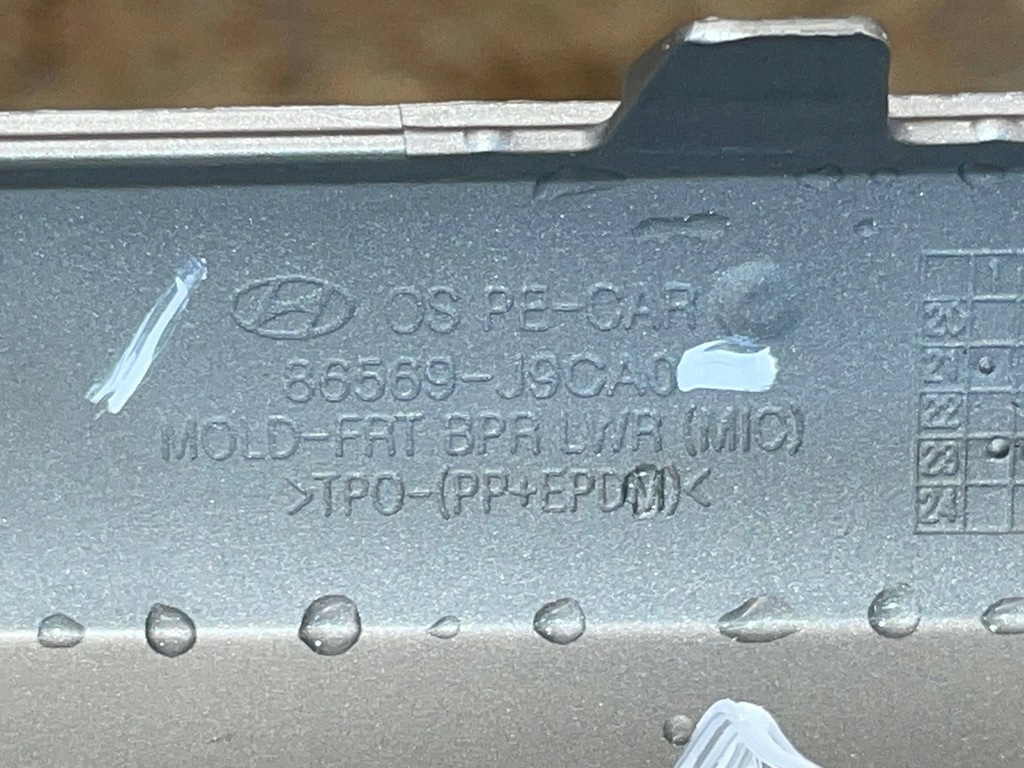 OS PE-CAR
86569-J9CA0
MOLD-FRT BPR LWR (MIC)
>TPO-(PP+EPDM)<
20
21
22
23
24